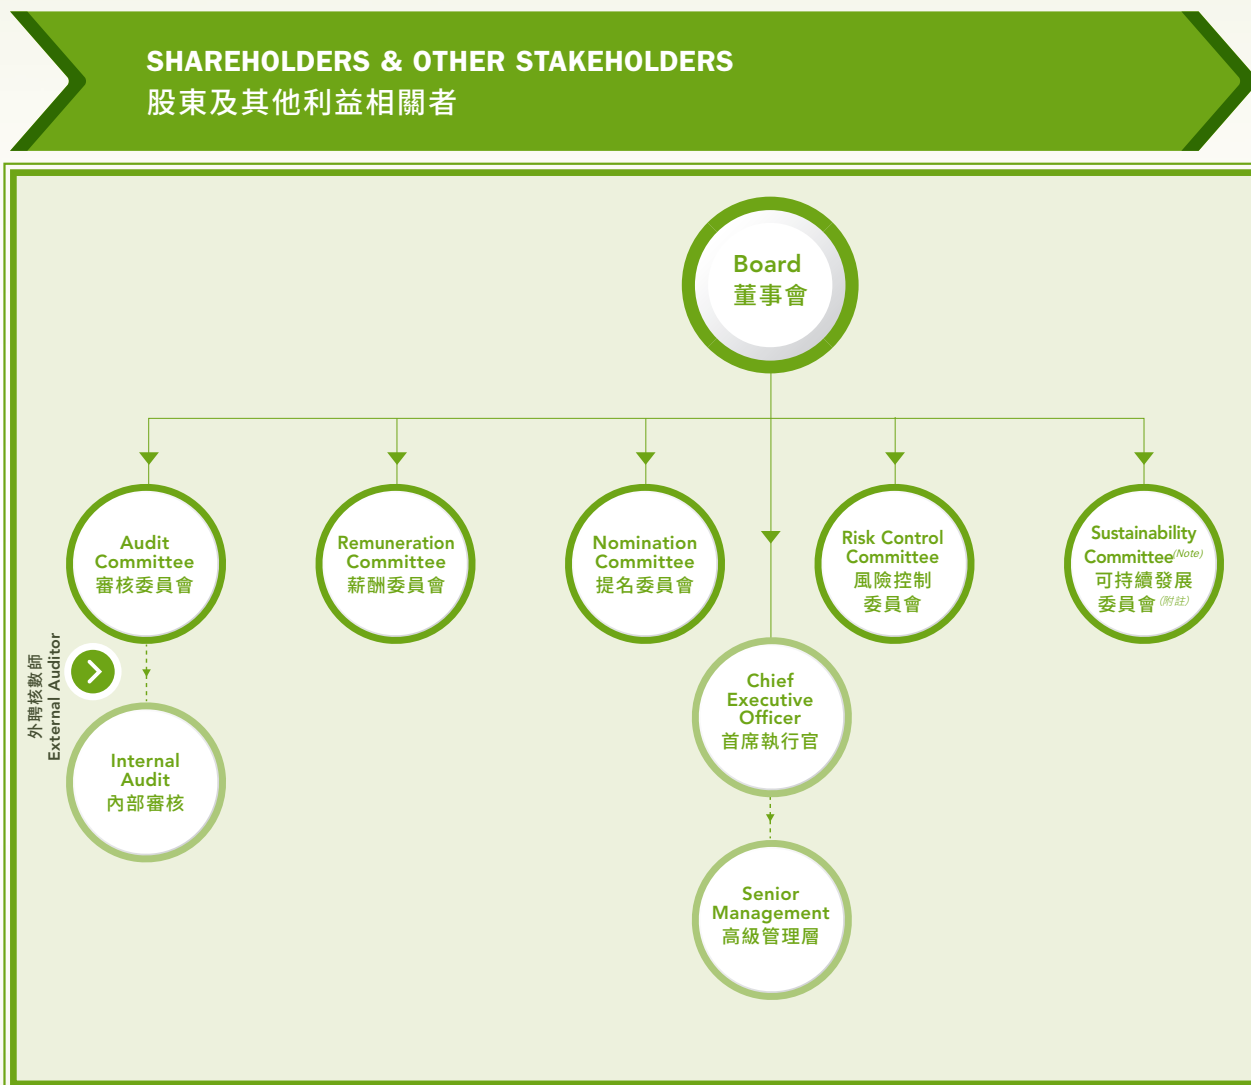 SHAREHOLDERS & OTHER STAKEHOLDERS
股東及其他利益相關者
Board
董事會
Audit
Committee
審核委員會
Remuneration
Committee
薪酬委員會
Nomination
Committee
提名委員會
Risk Control
Committee
風險控制
委員會
Sustainability
Committee(Note)
可持續發展
委員會(附註)
外聘核數師
External Auditor
Internal
Audit
內部審核
Chief
Executive
Officer
首席執行官
Senior
Management
高級管理層